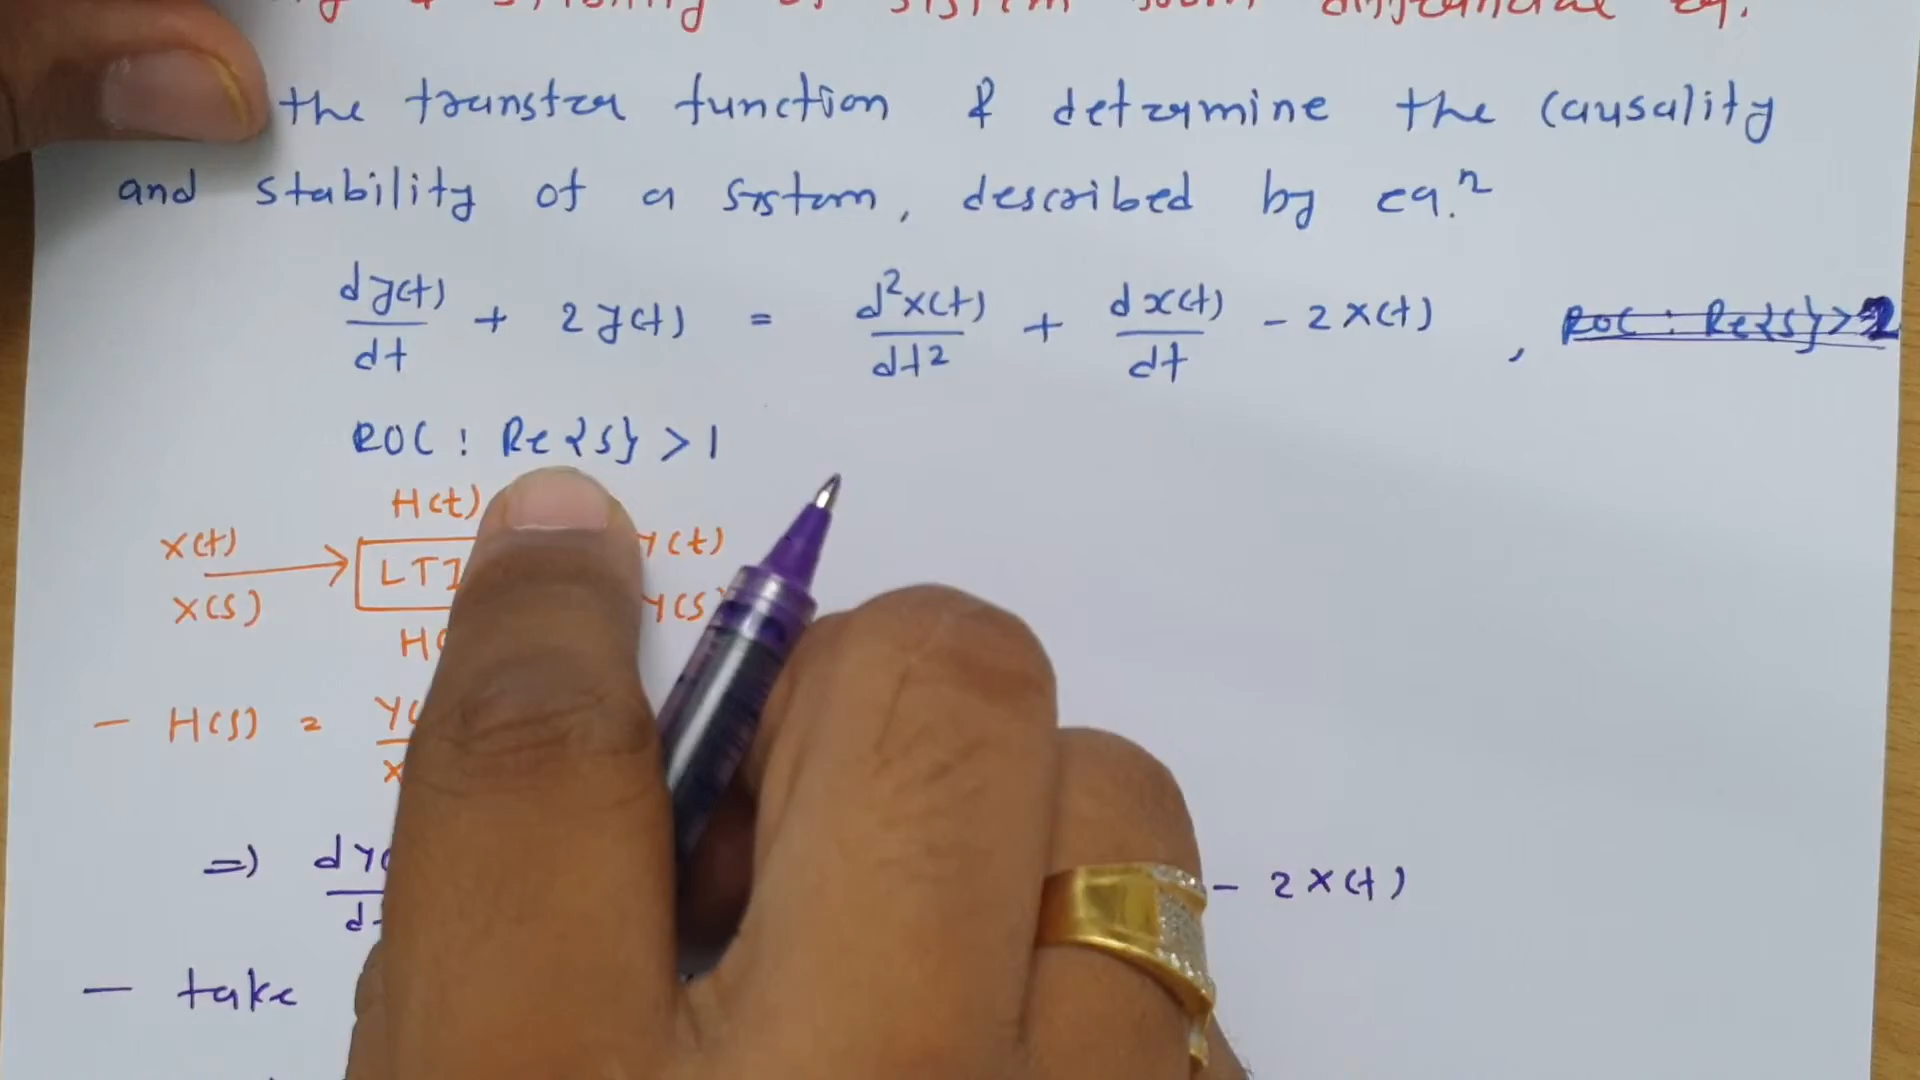 the transfer function & determine the causality
and stability of a system, described by eq.ⁿ
dy(t)/dt + 2y(t) = d²x(t)/dt² + dx(t)/dt - 2x(t),
ROC : Re{s} > 1
H(t)
x(t) LTI y(t)
X(s) Y(s)
- H(s) =
- 2x(t)
- take